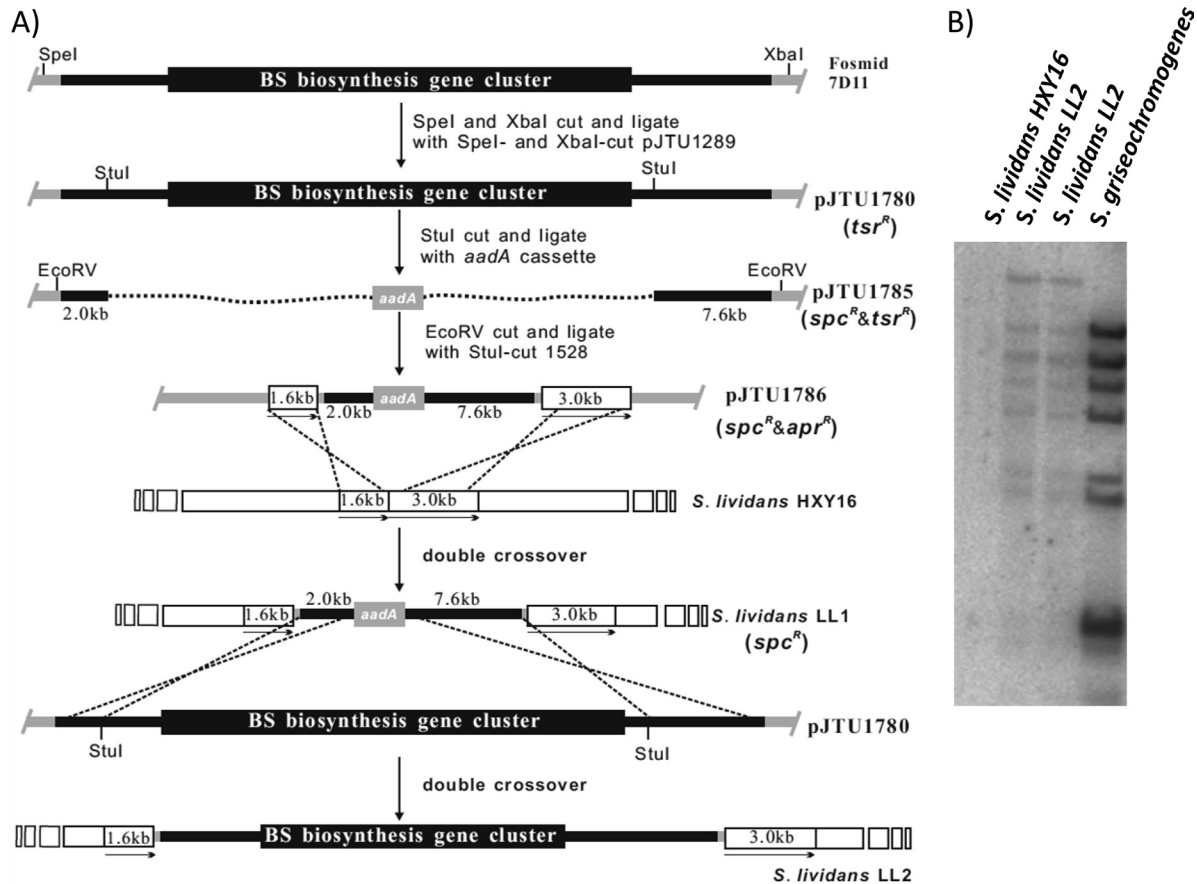 A)
SpeI
XbaI
BS biosynthesis gene cluster
Fosmid
7D11
SpeI and XbaI cut and ligate
with SpeI- and XbaI-cut pJTU1289
StuI
StuI
BS biosynthesis gene cluster
pJTU1780
(tsrR)
StuI cut and ligate
with aadA cassette
EcoRV
EcoRV
aadA
2.0kb
7.6kb
pJTU1785
(spcR&tsrR)
EcoRV cut and ligate
with StuI-cut 1528
1.6kb
2.0kb
aadA
7.6kb
3.0kb
pJTU1786
(spcR&aprR)
1.6kb
3.0kb
S. lividans HXY16
double crossover
1.6kb
2.0kb
aadA
7.6kb
3.0kb
S. lividans LL1
(spcR)
BS biosynthesis gene cluster
pJTU1780
StuI
StuI
double crossover
1.6kb
BS biosynthesis gene cluster
3.0kb
S. lividans LL2
B)
S. lividans HXY16
S. lividans LL2
S. lividans LL2
S. griseochromogenes